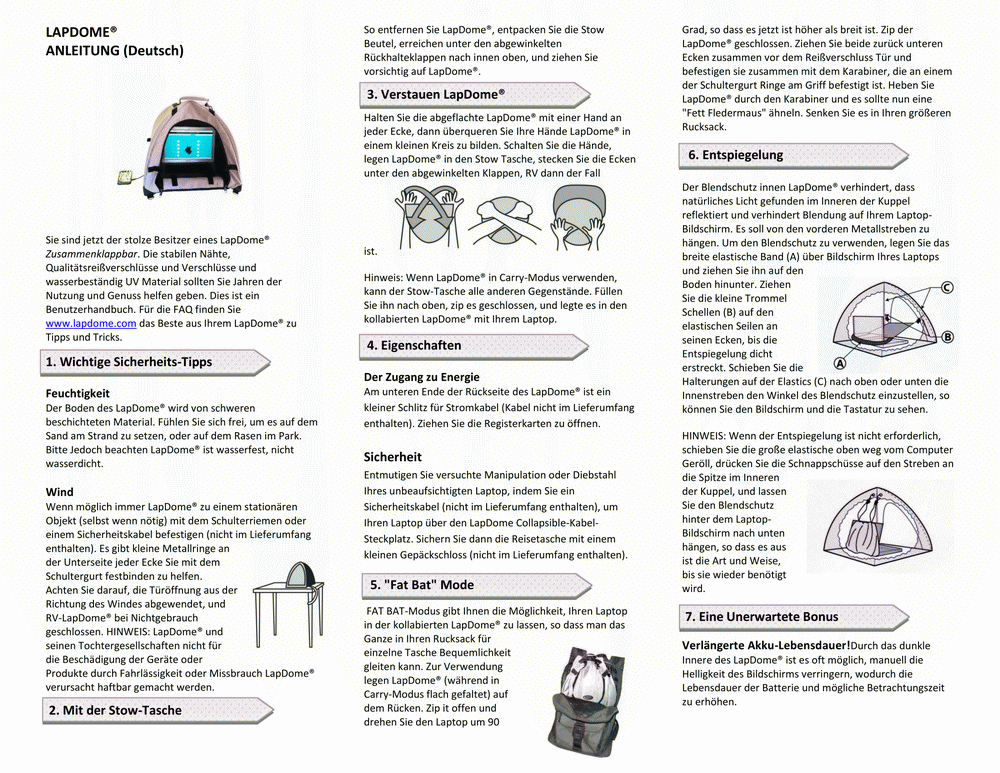 LAPDOME®
ANLEITUNG (Deutsch)
Sie sind jetzt der stolze Besitzer eines LapDome®
Zusammenklappbar. Die stabilen Nähte,
Qualitätsreißverschlüsse und Verschlüsse und
wasserbeständig UV Material sollten Sie Jahren der
Nutzung und Genuss helfen geben. Dies ist ein
Benutzerhandbuch. Für die FAQ finden Sie
www.lapdome.com das Beste aus Ihrem LapDome® zu
Tipps und Tricks.
1. Wichtige Sicherheits-Tipps
Feuchtigkeit
Der Boden des LapDome® wird von schweren
beschichteten Material. Fühlen Sie sich frei, um es auf dem
Sand am Strand zu setzen, oder auf dem Rasen im Park.
Bitte Jedoch beachten LapDome® ist wasserfest, nicht
wasserdicht.
Wind
Wenn möglich immer LapDome® zu einem stationären
Objekt (selbst wenn nötig) mit dem Schulterriemen oder
einem Sicherheitskabel befestigen (nicht im Lieferumfang
enthalten). Es gibt kleine Metallringe an
der Unterseite jeder Ecke Sie mit dem
Schultergurt festbinden zu helfen.
Achten Sie darauf, die Türöffnung aus der
Richtung des Windes abgewendet, und
RV-LapDome® bei Nichtgebrauch
geschlossen. HINWEIS: LapDome® und
seinen Tochtergesellschaften nicht für
die Beschädigung der Geräte oder
Produkte durch Fahrlässigkeit oder Missbrauch LapDome®
verursacht haftbar gemacht werden.
2. Mit der Stow-Tasche
So entfernen Sie LapDome®, entpacken Sie die Stow
Beutel, erreichen unter den abgewinkelten
Rückhalteklappen nach innen oben, und ziehen Sie
vorsichtig auf LapDome®.
3. Verstauen LapDome®
Halten Sie die abgeflachte LapDome® mit einer Hand an
jeder Ecke, dann überqueren Sie Ihre Hände LapDome® in
einem kleinen Kreis zu bilden. Schalten Sie die Hände,
legen LapDome® in den Stow Tasche, stecken Sie die Ecken
unter den abgewinkelten Klappen, RV dann der Fall
ist.
Hinweis: Wenn LapDome® in Carry-Modus verwenden,
kann der Stow-Tasche alle anderen Gegenstände. Füllen
Sie ihn nach oben, zip es geschlossen, und legte es in den
kollabierten LapDome® mit Ihrem Laptop.
4. Eigenschaften
Der Zugang zu Energie
Am unteren Ende der Rückseite des LapDome® ist ein
kleiner Schlitz für Stromkabel (Kabel nicht im Lieferumfang
enthalten). Ziehen Sie die Registerkarten zu öffnen.
Sicherheit
Entmutigen Sie versuchte Manipulation oder Diebstahl
Ihres unbeaufsichtigten Laptop, indem Sie ein
Sicherheitskabel (nicht im Lieferumfang enthalten), um
Ihren Laptop über den LapDome Collapsible-Kabel-
Steckplatz. Sichern Sie dann die Reisetasche mit einem
kleinen Gepäckschloss (nicht im Lieferumfang enthalten).
5. "Fat Bat" Mode
FAT BAT-Modus gibt Ihnen die Möglichkeit, Ihren Laptop
in der kollabierten LapDome® zu lassen, so dass man das
Ganze in Ihren Rucksack für
einzelne Tasche Bequemlichkeit
gleiten kann. Zur Verwendung
legen LapDome® (während in
Carry-Modus flach gefaltet) auf
dem Rücken. Zip it offen und
drehen Sie den Laptop um 90
Grad, so dass es jetzt ist höher als breit ist. Zip der
LapDome® geschlossen. Ziehen Sie beide zurück unteren
Ecken zusammen vor dem Reißverschluss Tür und
befestigen sie zusammen mit dem Karabiner, die an einem
der Schultergurt Ringe am Griff befestigt ist. Heben Sie
LapDome® durch den Karabiner und es sollte nun eine
"Fett Fledermaus" ähneln. Senken Sie es in Ihren größeren
Rucksack.
6. Entspiegelung
Der Blendschutz innen LapDome® verhindert, dass
natürliches Licht gefunden im Inneren der Kuppel
reflektiert und verhindert Blendung auf Ihrem Laptop-
Bildschirm. Es soll von den vorderen Metallstreben zu
hängen. Um den Blendschutz zu verwenden, legen Sie das
breite elastische Band (A) über Bildschirm Ihres Laptops
und ziehen Sie ihn auf den
Boden hinunter. Ziehen
Sie die kleine Trommel
Schellen (B) auf den
elastischen Seilen an
seinen Ecken, bis die
Entspiegelung dicht
erstreckt. Schieben Sie die
Halterungen auf der Elastics (C) nach oben oder unten die
Innenstreben den Winkel des Blendschutz einzustellen, so
können Sie den Bildschirm und die Tastatur zu sehen.
C
B
A
HINWEIS: Wenn der Entspiegelung ist nicht erforderlich,
schieben Sie die große elastische oben weg vom Computer
Geröll, drücken Sie die Schnappschüsse auf den Streben an
die Spitze im Inneren
der Kuppel, und lassen
Sie den Blendschutz
hinter dem Laptop-
Bildschirm nach unten
hängen, so dass es aus
ist die Art und Weise,
bis sie wieder benötigt
wird.
7. Eine Unerwartete Bonus
Verlängerte Akku-Lebensdauer!Durch das dunkle
Innere des LapDome® ist es oft möglich, manuell die
Helligkeit des Bildschirms verringern, wodurch die
Lebensdauer der Batterie und mögliche Betrachtungszeit
zu erhöhen.